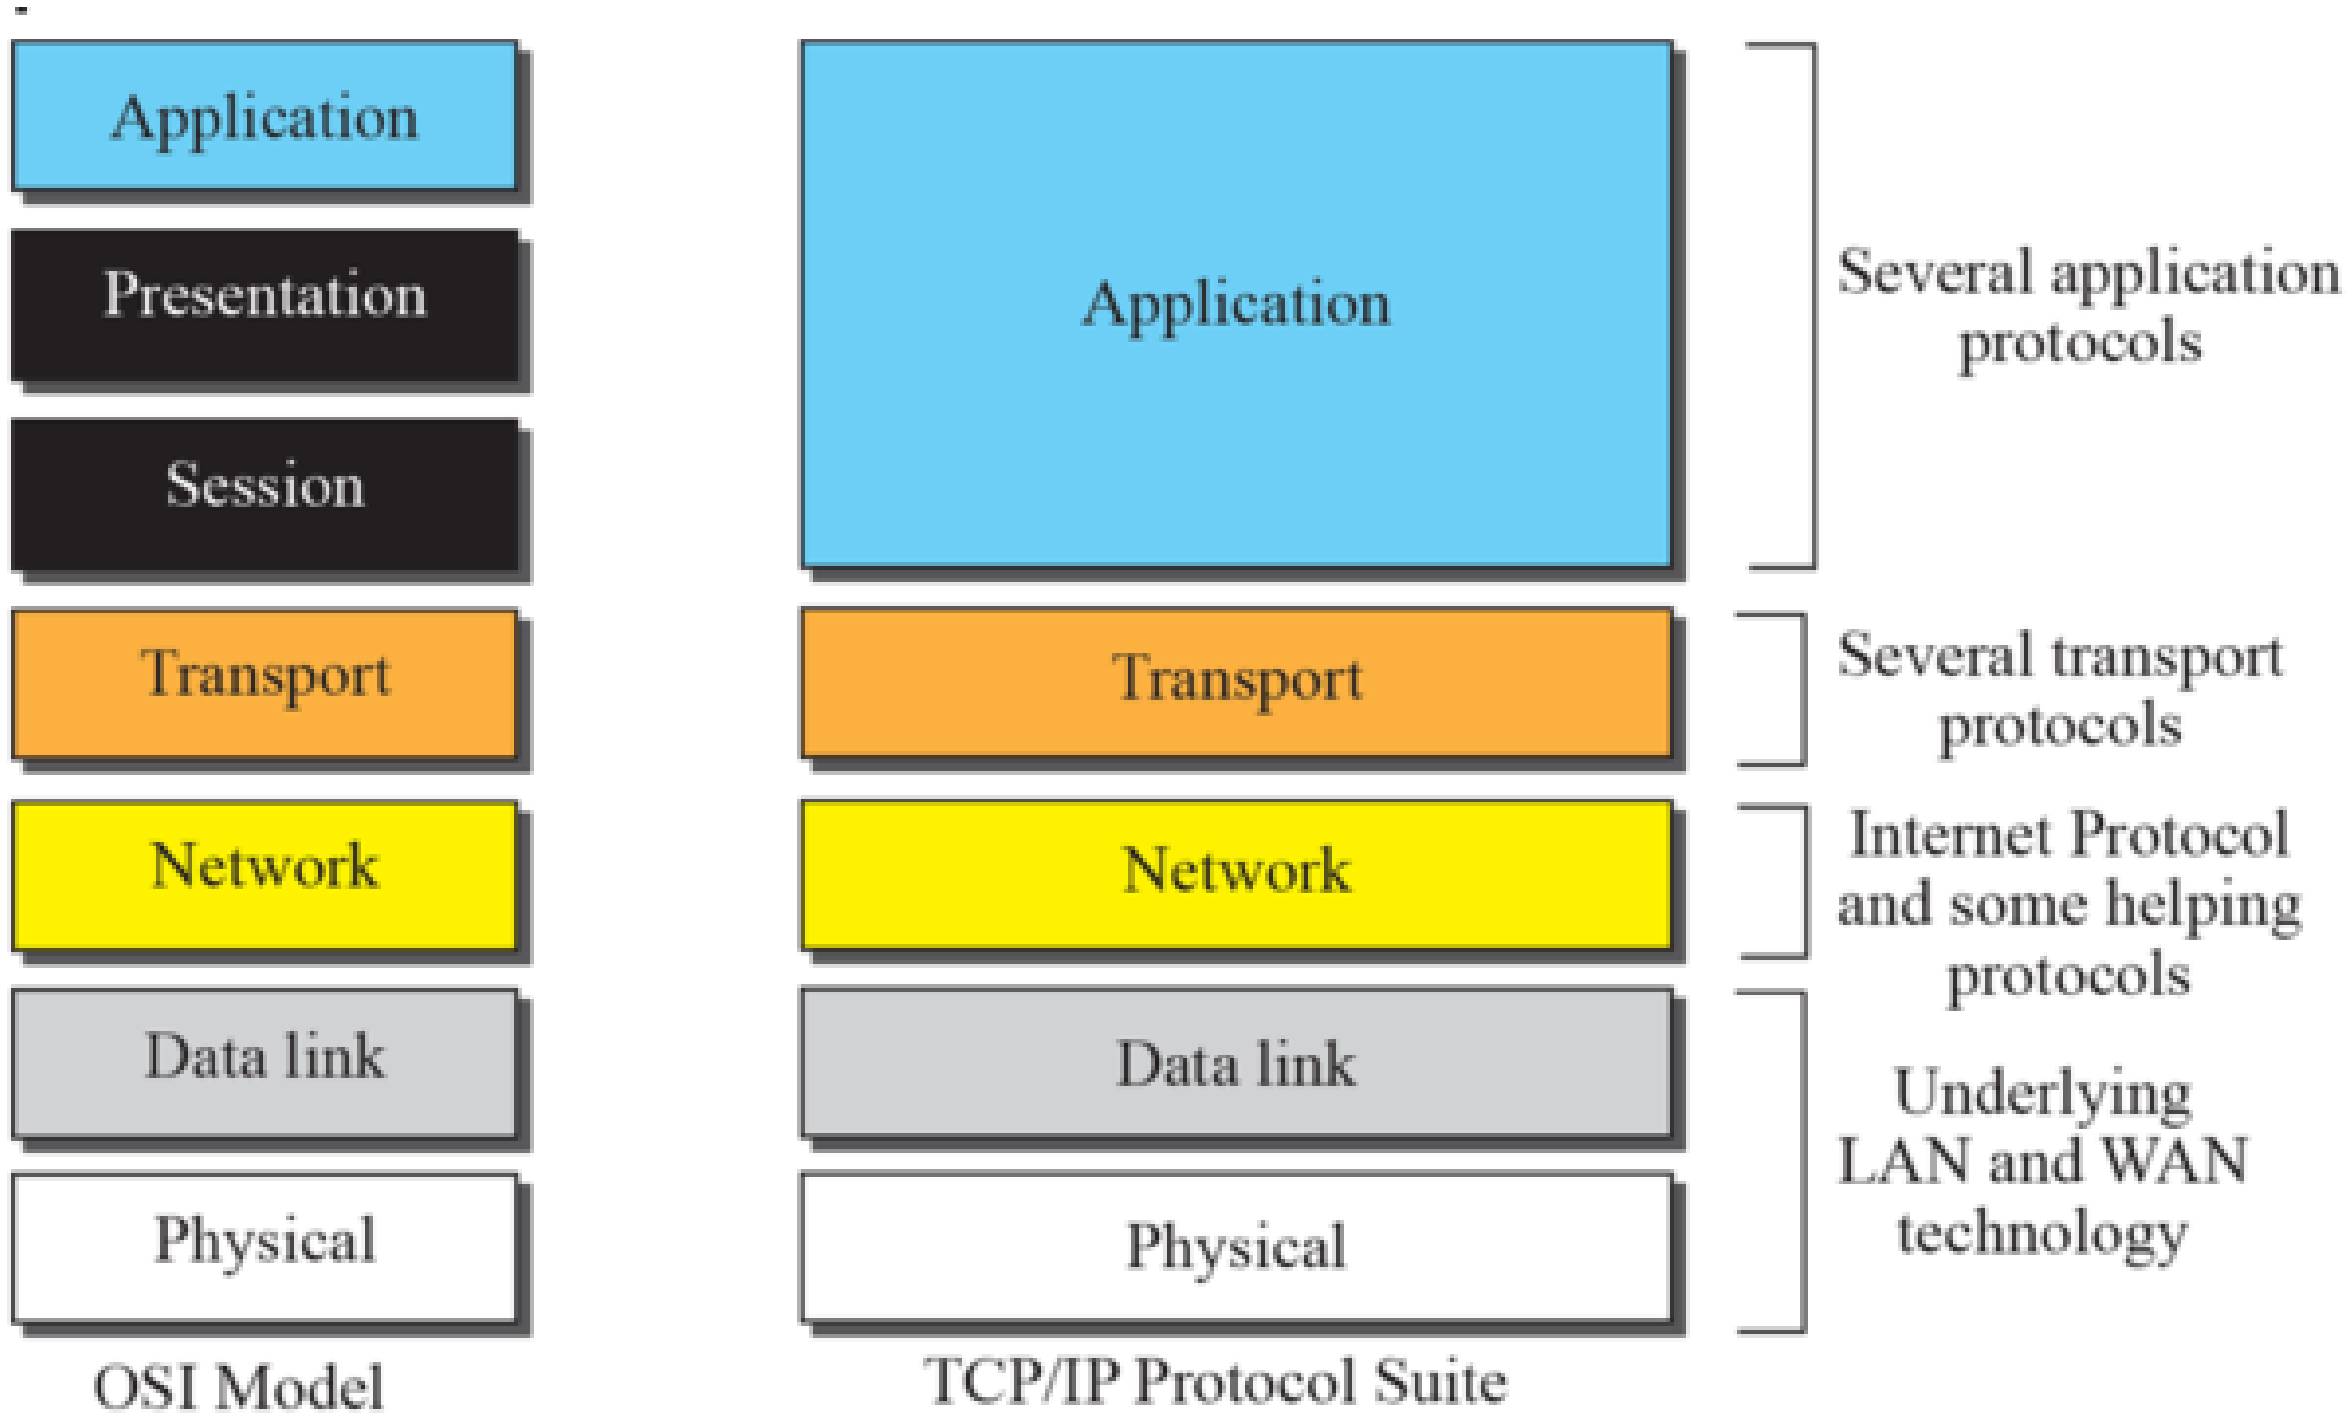 Application
Presentation
Session
Transport
Network
Data link
Physical
OSI Model
Application
Transport
Network
Data link
Physical
TCP/IP Protocol Suite
Several application
protocols
Several transport
protocols
Internet Protocol
and some helping
protocols
Underlying
LAN and WAN
technology